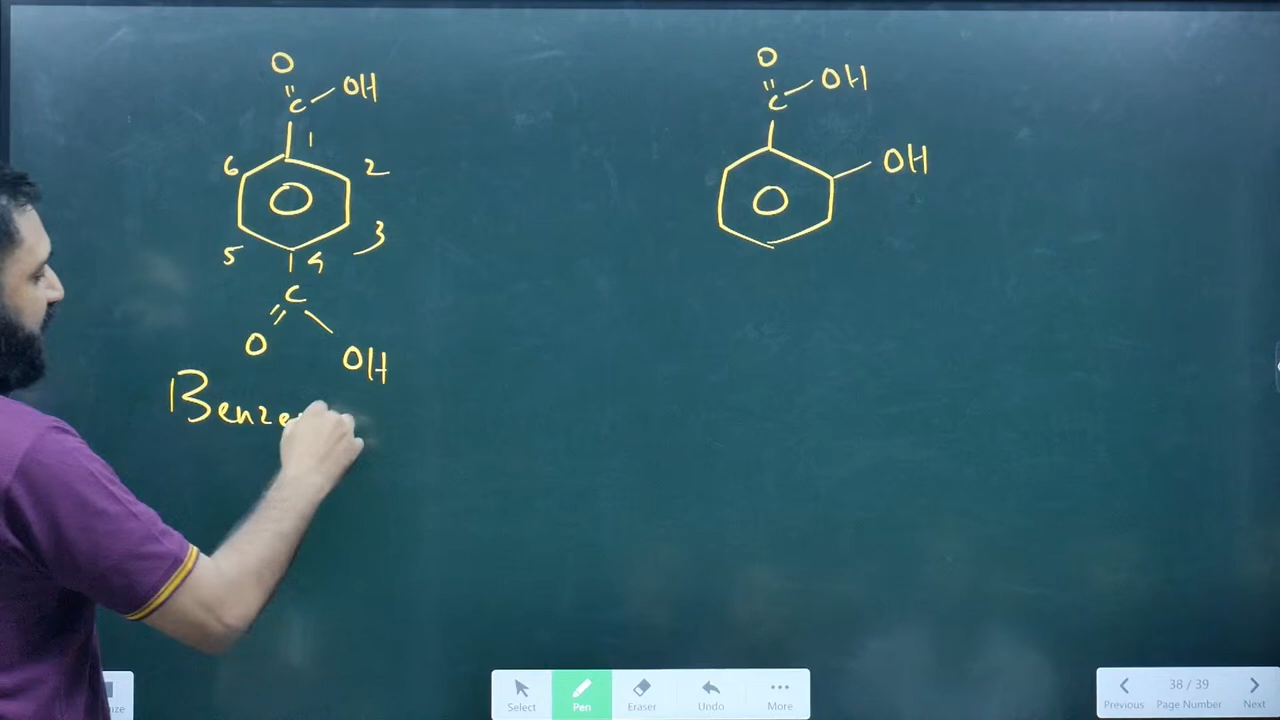 O
C OH
1
6 2
5 3
4
C
O OH
Benze
O
C OH
OH
Select Pen Eraser Undo More
Previous 38 / 39 Next
Page Number